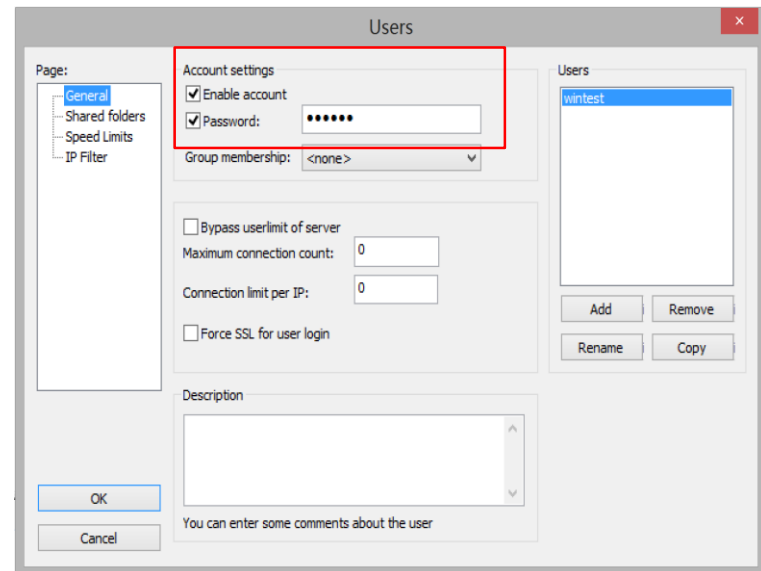 Users
×
Page:
General
Shared folders
Speed Limits
IP Filter
Account settings
Enable account
Password: ••••••
Group membership: <none>
Bypass userlimit of server
Maximum connection count: 0
Connection limit per IP: 0
Force SSL for user login
Description
You can enter some comments about the user
Users
wintest
Add Remove
Rename Copy
OK
Cancel